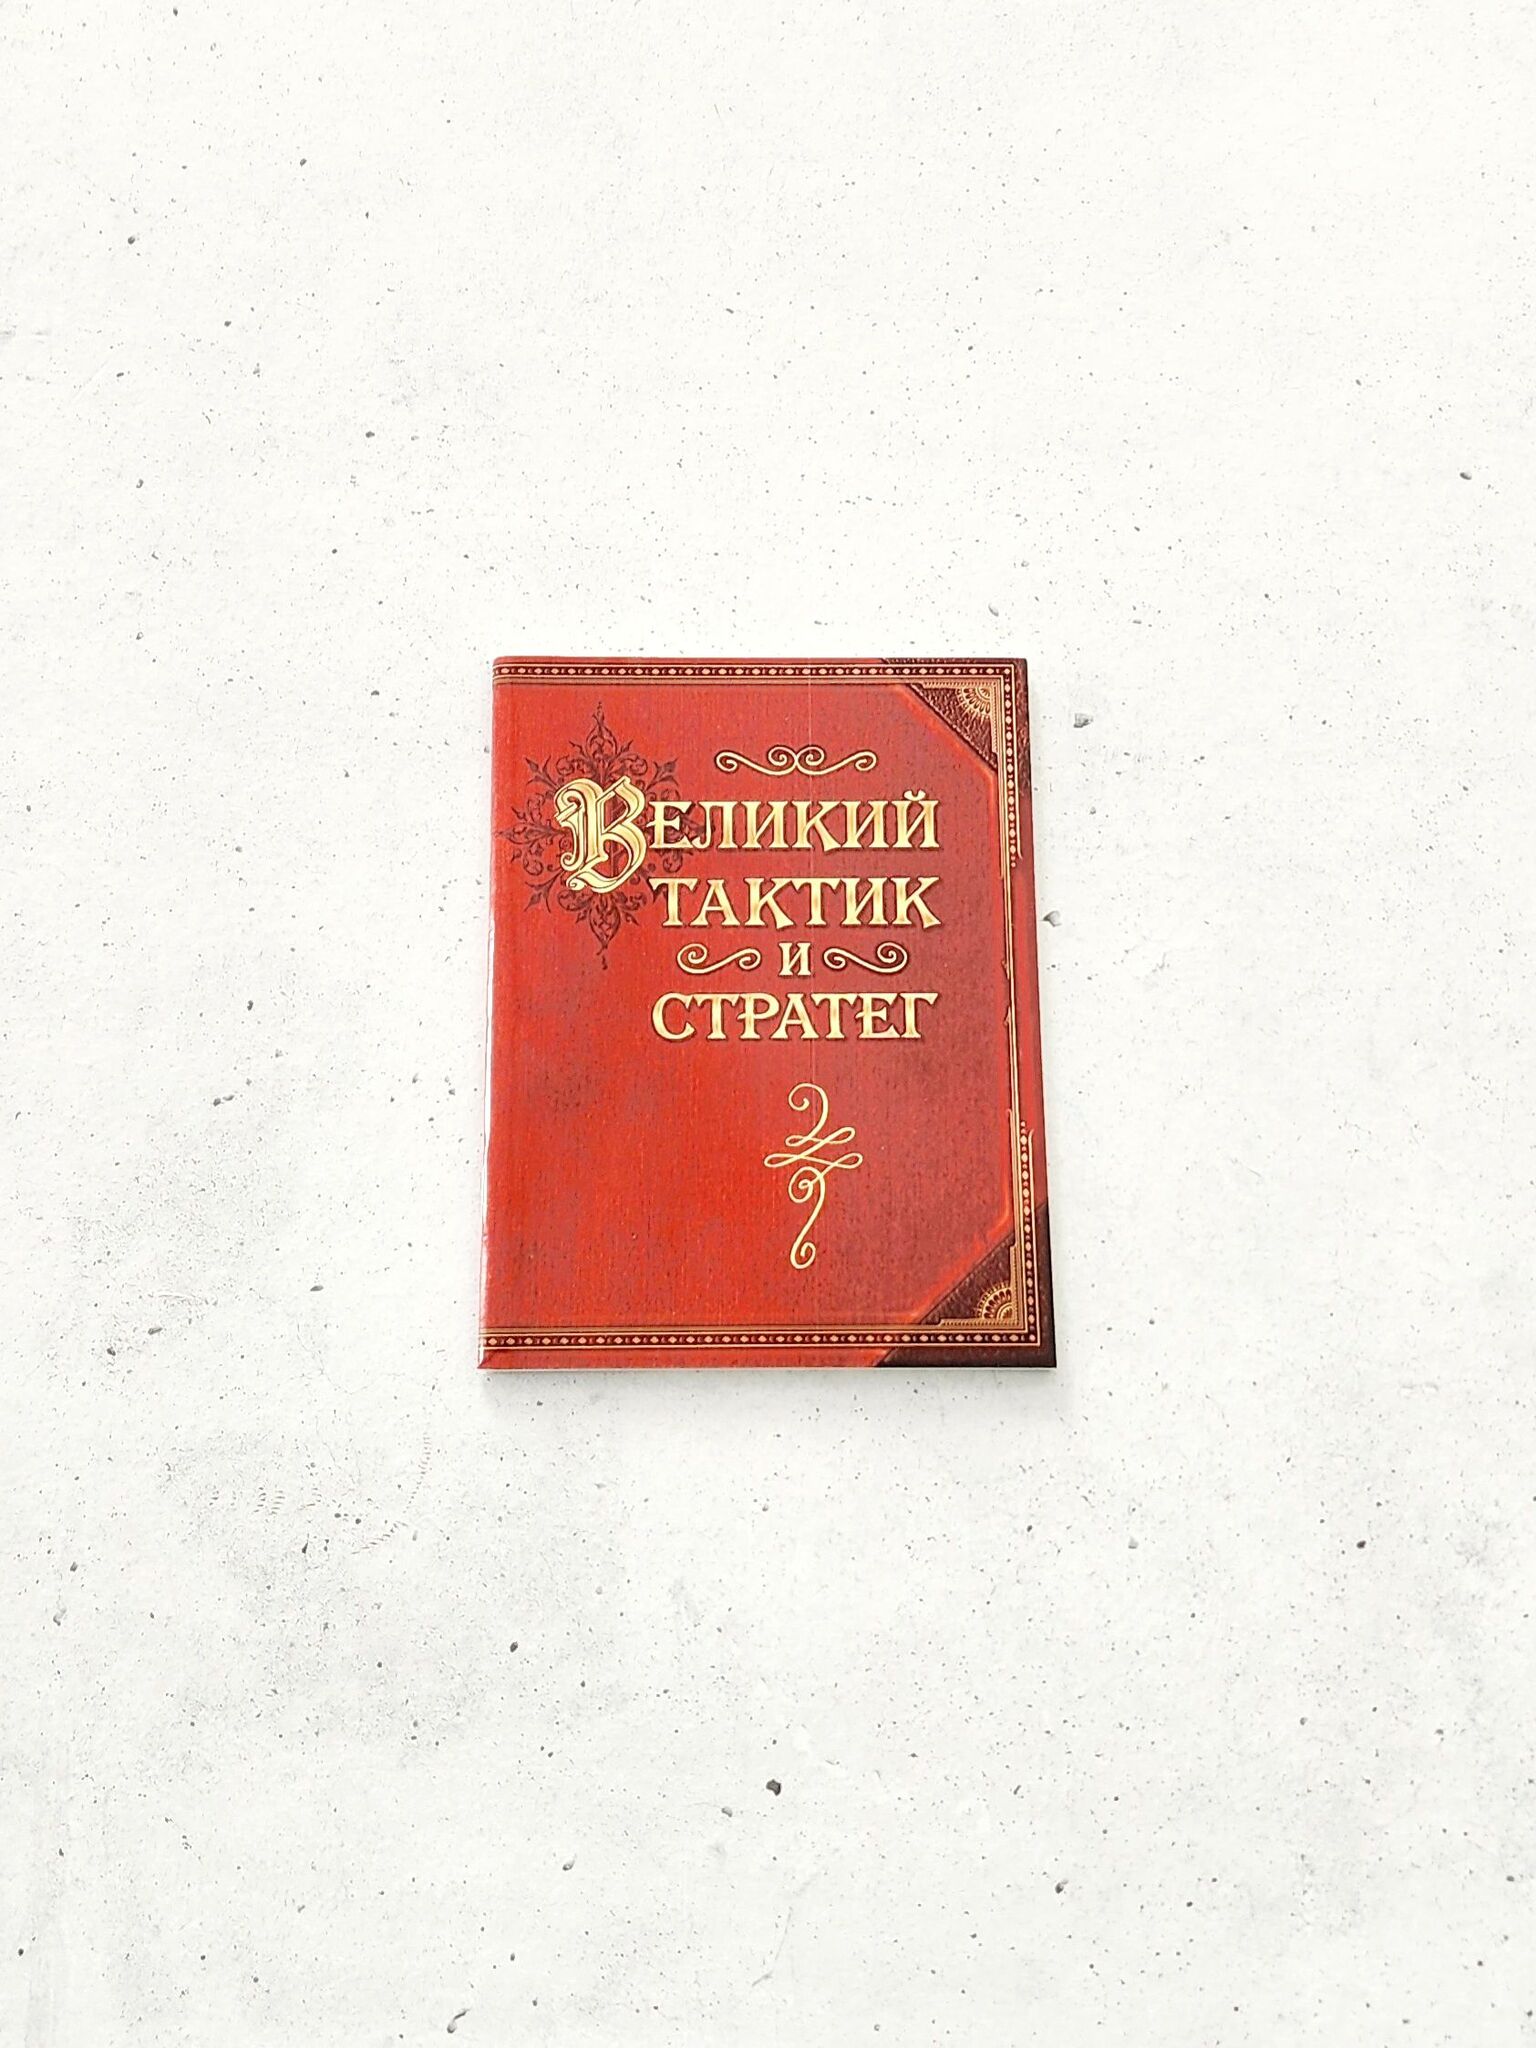 Великий
тактик
и
стратег